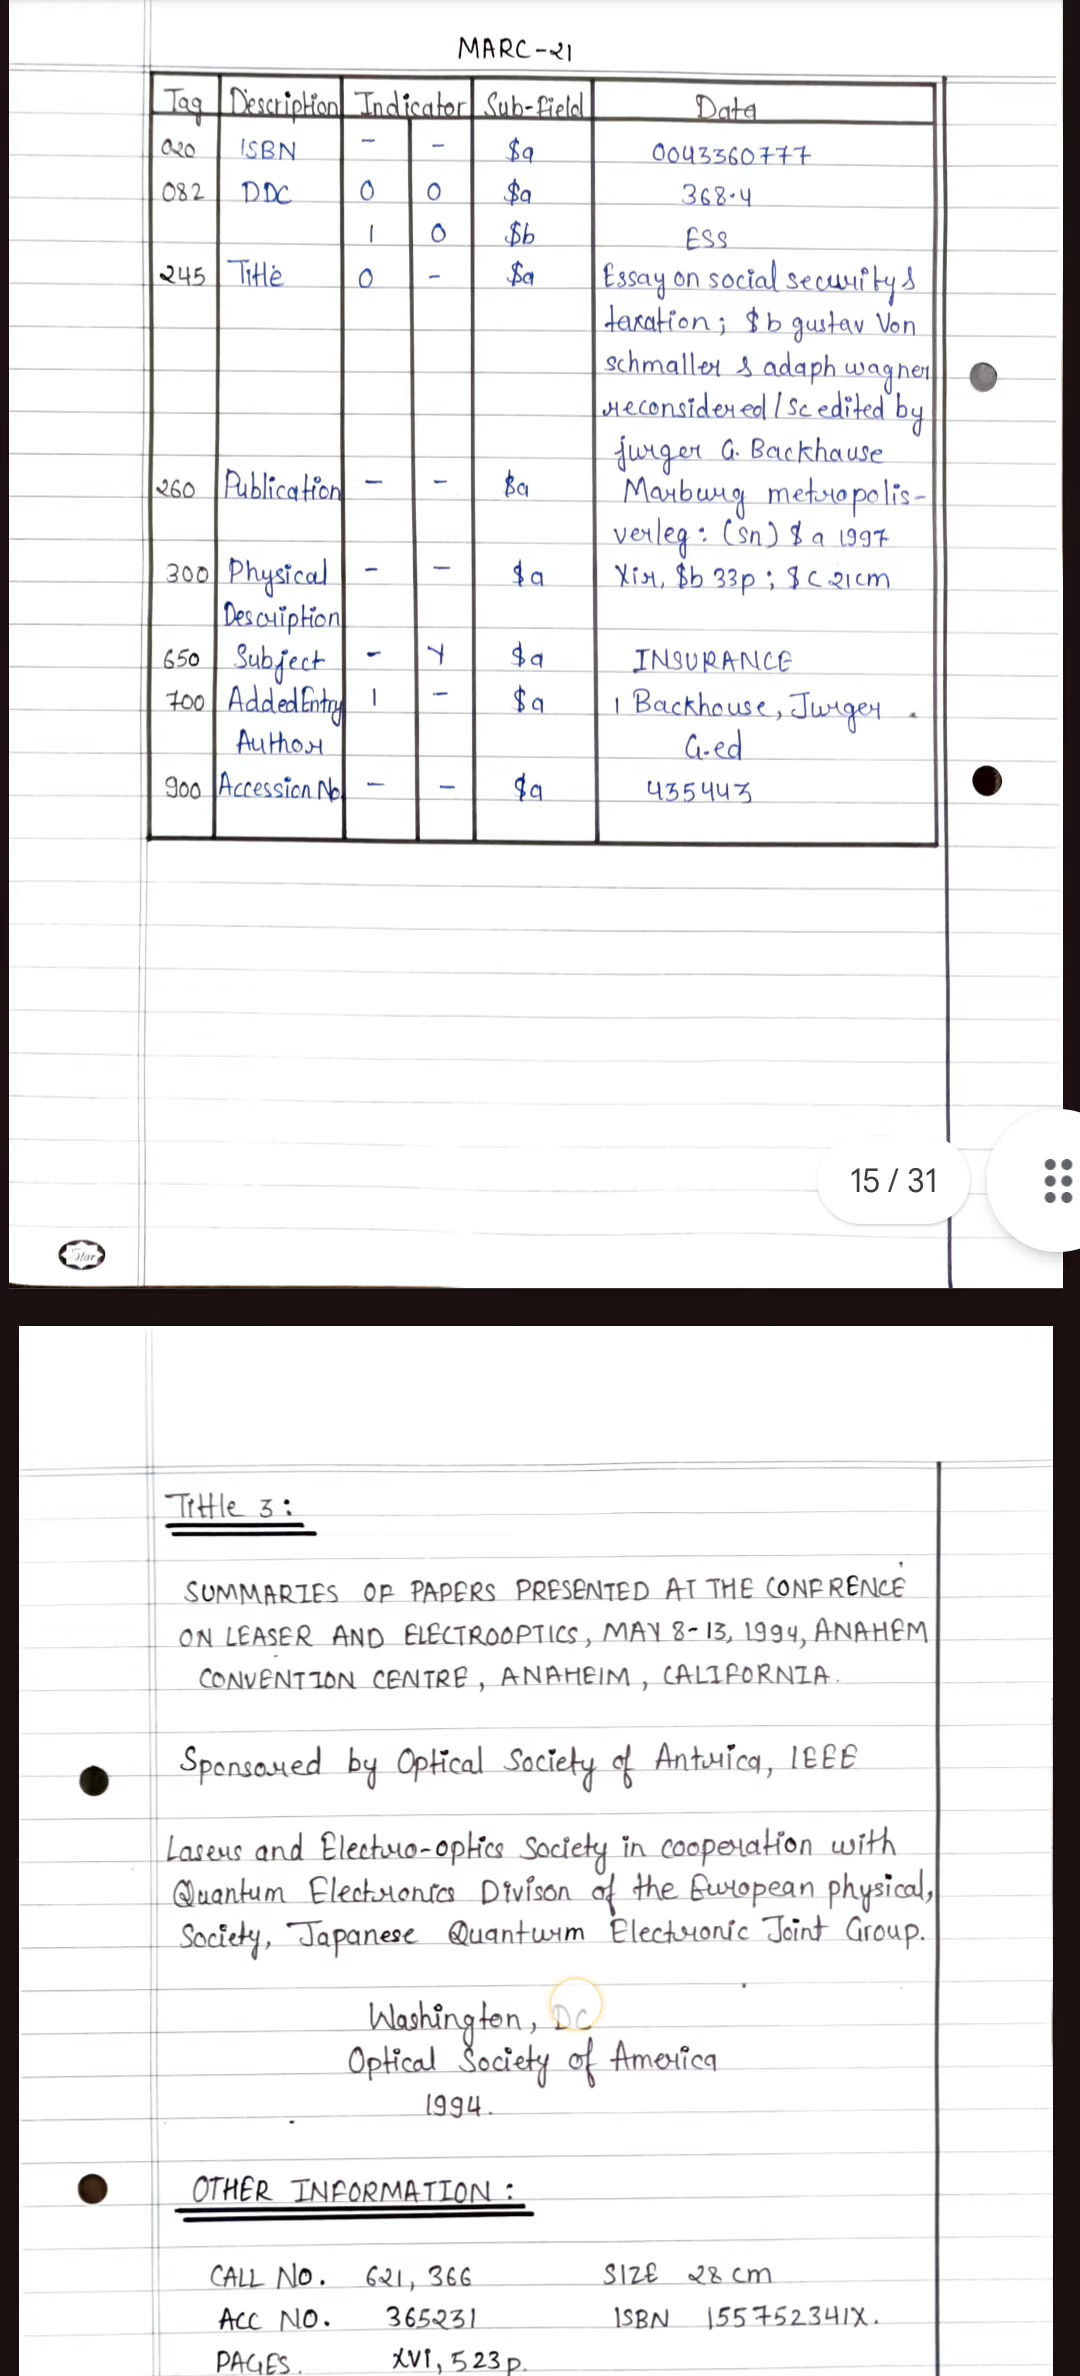 MARC-21
Tag Description Indicator Sub-field Data
020 ISBN - - $a 0043360777
082 DDC 0 0 $a 368.4
1 0 $b ESS
245 Title 0 - $a Essay on social security &
taxation; $b gustav Von
schmaller & adaph wagner
reconsidered / $c edited by
jurger G. Backhause
260 Publication - - $a Marburg metropolis-
verleg : (sn) $a 1997
300 Physical - - $a Xix, $b 33p ; $c 21cm
Description
650 Subject - Y $a INSURANCE
700 Added Entry 1 - $a 1 Backhouse, Jurger
Author G.ed
900 Accession No. - - $a 435443
15 / 31
Star
Tittle 3 :
SUMMARIES OF PAPERS PRESENTED AT THE CONFRENCE
ON LEASER AND ELECTROOPTICS, MAY 8-13, 1994, ANAHEM
CONVENTION CENTRE, ANAHEIM, CALIFORNIA.
Sponsored by Optical Society of Antrica, IEEE
Lasers and Electro-optics Society in cooperation with
Quantum Electronics Divison of the European physical,
Society, Japanese Quanturm Electronic Joint Group.
Washington, DC
Optical Society of America
1994.
OTHER INFORMATION :
CALL NO. 621, 366 SIZE 28 cm
ACC NO. 365231 ISBN 155752341X.
PAGES. XVI, 523 p.